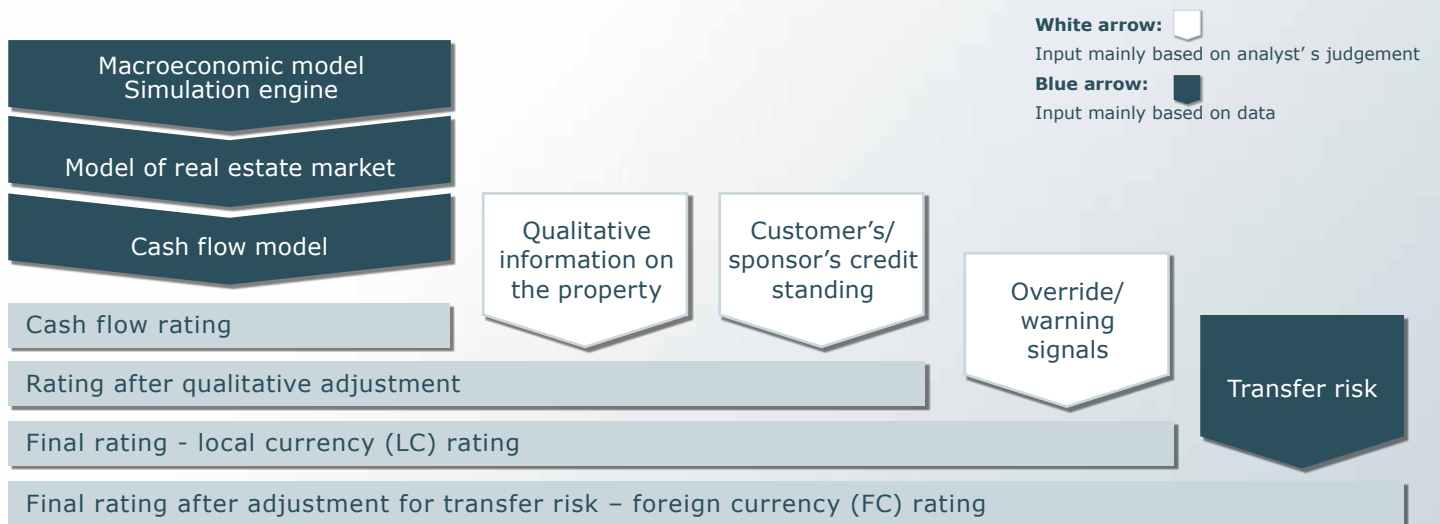 White arrow:
Input mainly based on analyst’ s judgement
Blue arrow:
Input mainly based on data
Macroeconomic model
Simulation engine
Model of real estate market
Cash flow model
Qualitative
information on
the property
Customer’s/
sponsor’s credit
standing
Override/
warning
signals
Transfer risk
Cash flow rating
Rating after qualitative adjustment
Final rating - local currency (LC) rating
Final rating after adjustment for transfer risk – foreign currency (FC) rating